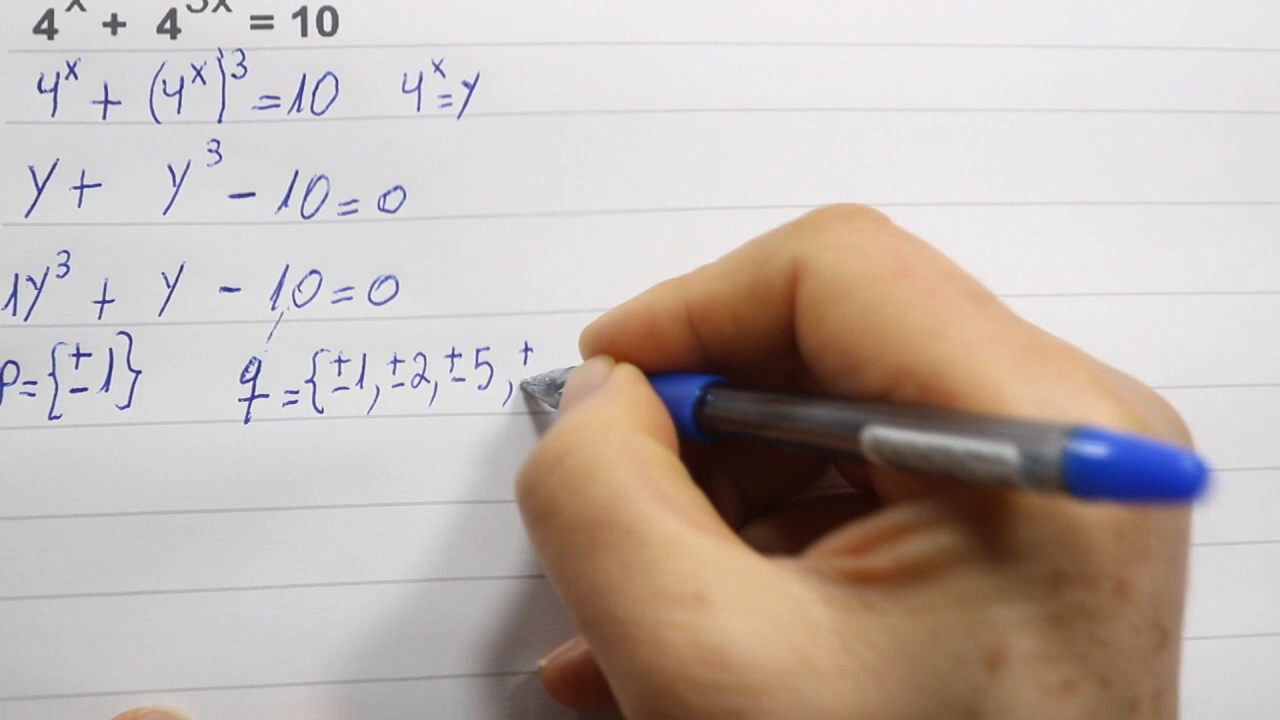 4^x + 4^3x = 10
4^x + (4^x)^3 = 10 4^x = y
y + y^3 - 10 = 0
1y^3 + y - 10 = 0
p = {±1} q = {±1, ±2, ±5, +